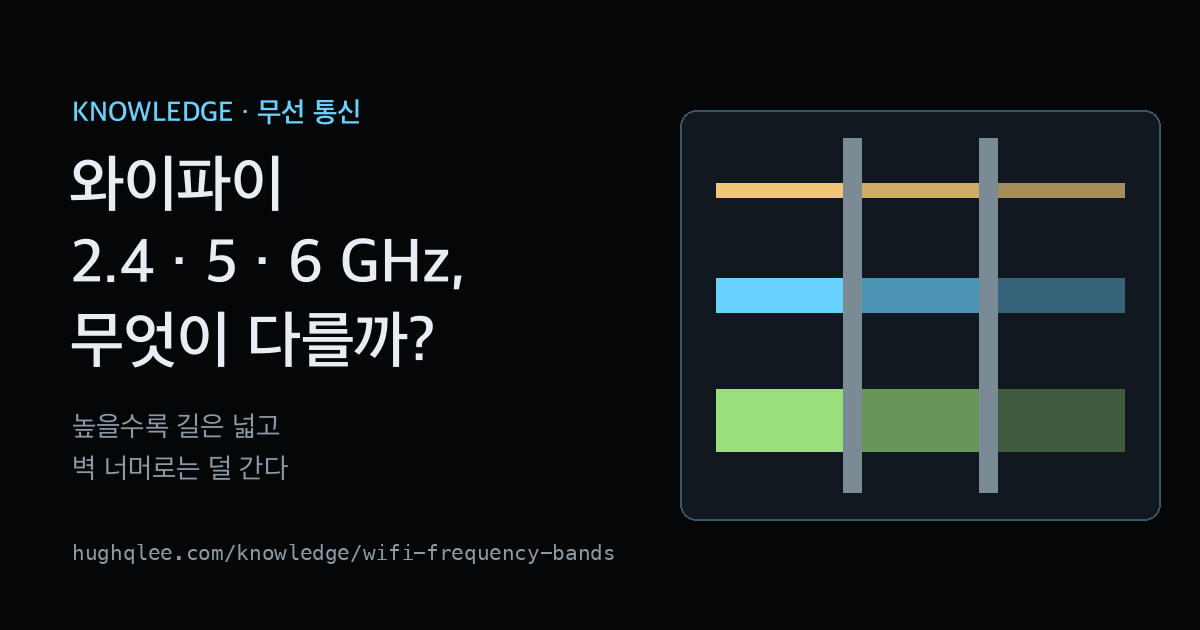 KNOWLEDGE · 무선 통신
와이파이
2.4 · 5 · 6 GHz,
무엇이 다를까?
높을수록 길은 넓고
벽 너머로는 덜 간다
hughqlee.com/knowledge/wifi-frequency-bands